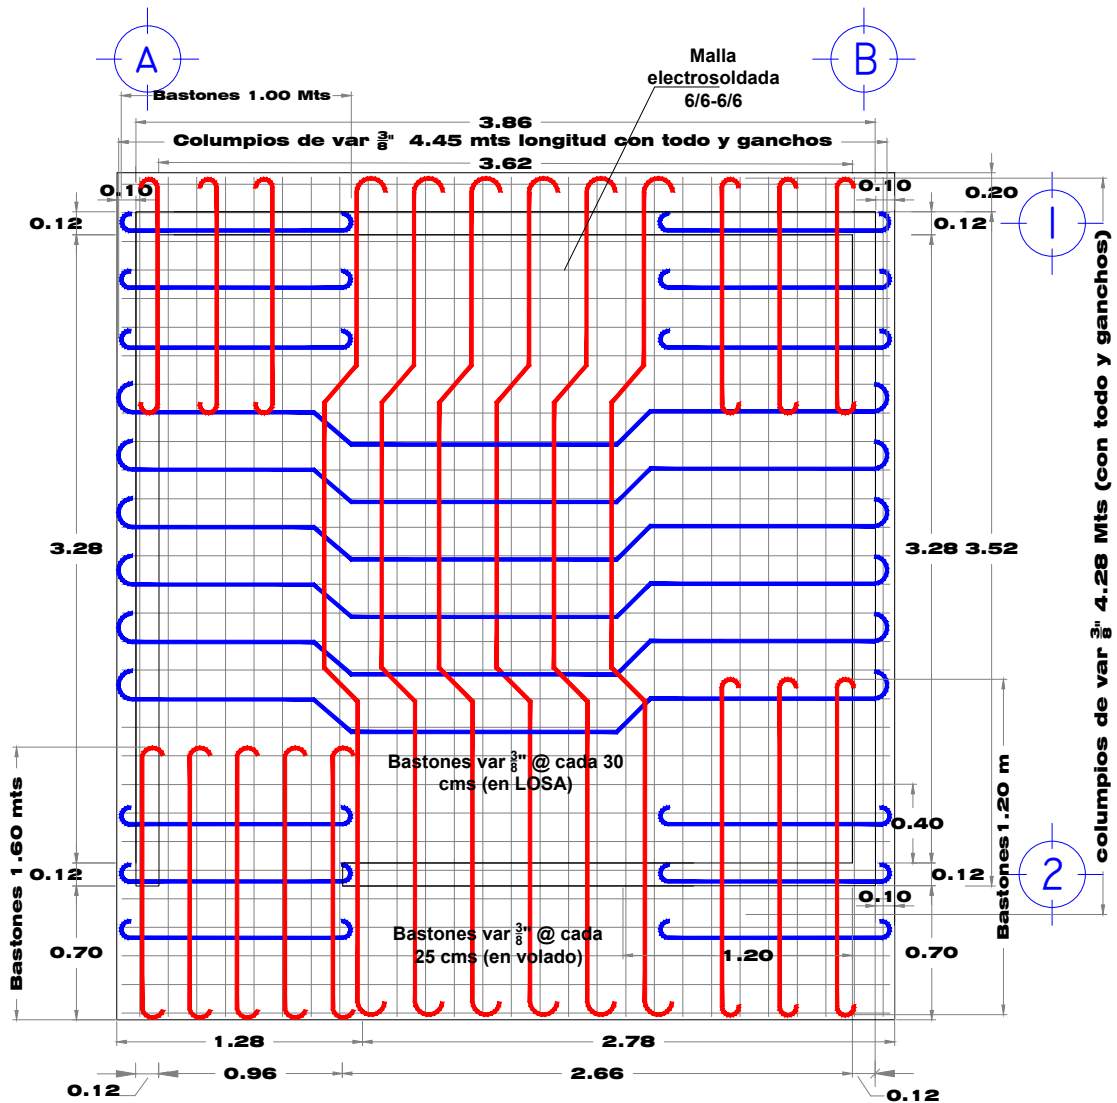 A
B
Malla
electrosoldada
6/6-6/6
Bastones 1.00 Mts
3.86
Columpios de var 3/8" 4.45 mts longitud con todo y ganchos
3.62
0.10
0.10
0.20
0.12
0.12
1
columpios de var 3/8" 4.28 Mts (con todo y ganchos)
3.28
3.28
3.52
Bastones var 3/8" @ cada 30
cms (en LOSA)
Bastones 1.60 mts
Bastones1.20 m
0.40
0.12
0.12
2
0.10
Bastones var 3/8" @ cada
25 cms (en volado)
0.70
1.20
0.70
1.28
2.78
0.96
2.66
0.12
0.12